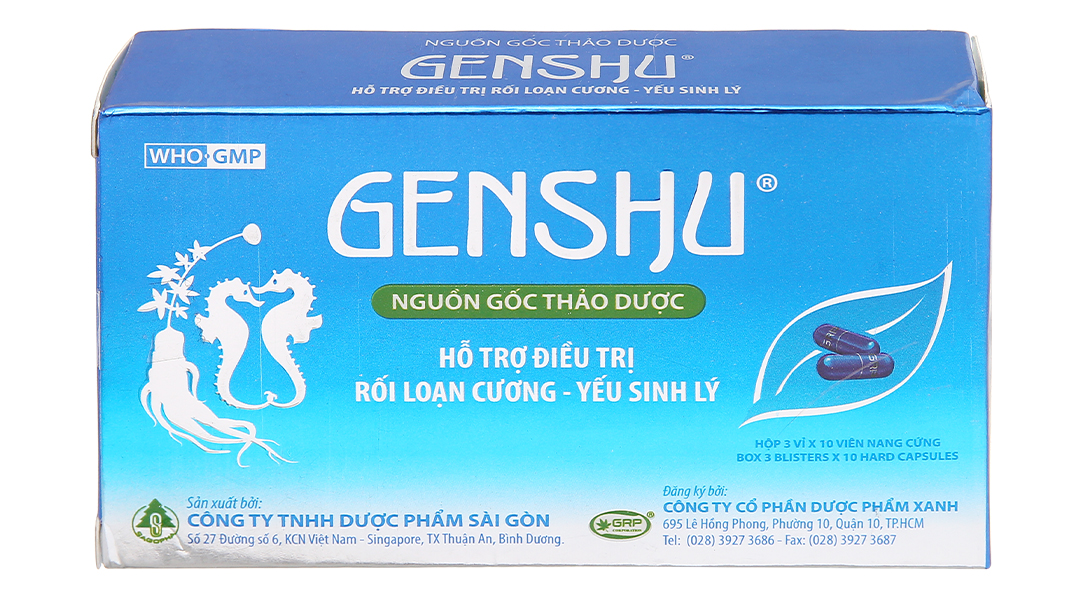 NGUỒN GỐC THẢO DƯỢC
GENSHU®
HỖ TRỢ ĐIỀU TRỊ RỐI LOẠN CƯƠNG - YẾU SINH LÝ
WHO·GMP
GENSHU®
NGUỒN GỐC THẢO DƯỢC
HỖ TRỢ ĐIỀU TRỊ
RỐI LOẠN CƯƠNG - YẾU SINH LÝ
HỘP 3 VỈ X 10 VIÊN NANG CỨNG
BOX 3 BLISTERS X 10 HARD CAPSULES
SAGOPHA
Sản xuất bởi:
CÔNG TY TNHH DƯỢC PHẨM SÀI GÒN
Số 27 Đường số 6, KCN Việt Nam - Singapore, TX Thuận An, Bình Dương.
GRP®
CORPORATION
Đăng ký bởi:
CÔNG TY CỔ PHẦN DƯỢC PHẨM XANH
695 Lê Hồng Phong, Phường 10, Quận 10, TP.HCM
Tel: (028) 3927 3686 - Fax: (028) 3927 3687